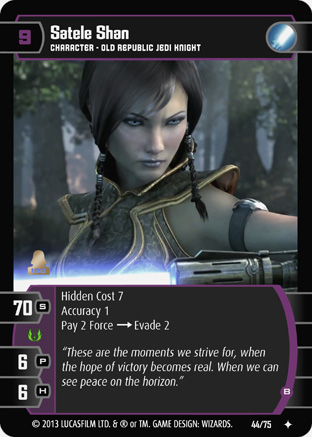 9
Satele Shan
CHARACTER - OLD REPUBLIC JEDI KNIGHT
70 S
Hidden Cost 7
Accuracy 1
Pay 2 Force → Evade 2
6 P
“These are the moments we strive for, when
the hope of victory becomes real. When we can
see peace on the horizon.”
6 H
B
© 2013 LUCASFILM LTD. & ® or TM. GAME DESIGN: WIZARDS.
44/75